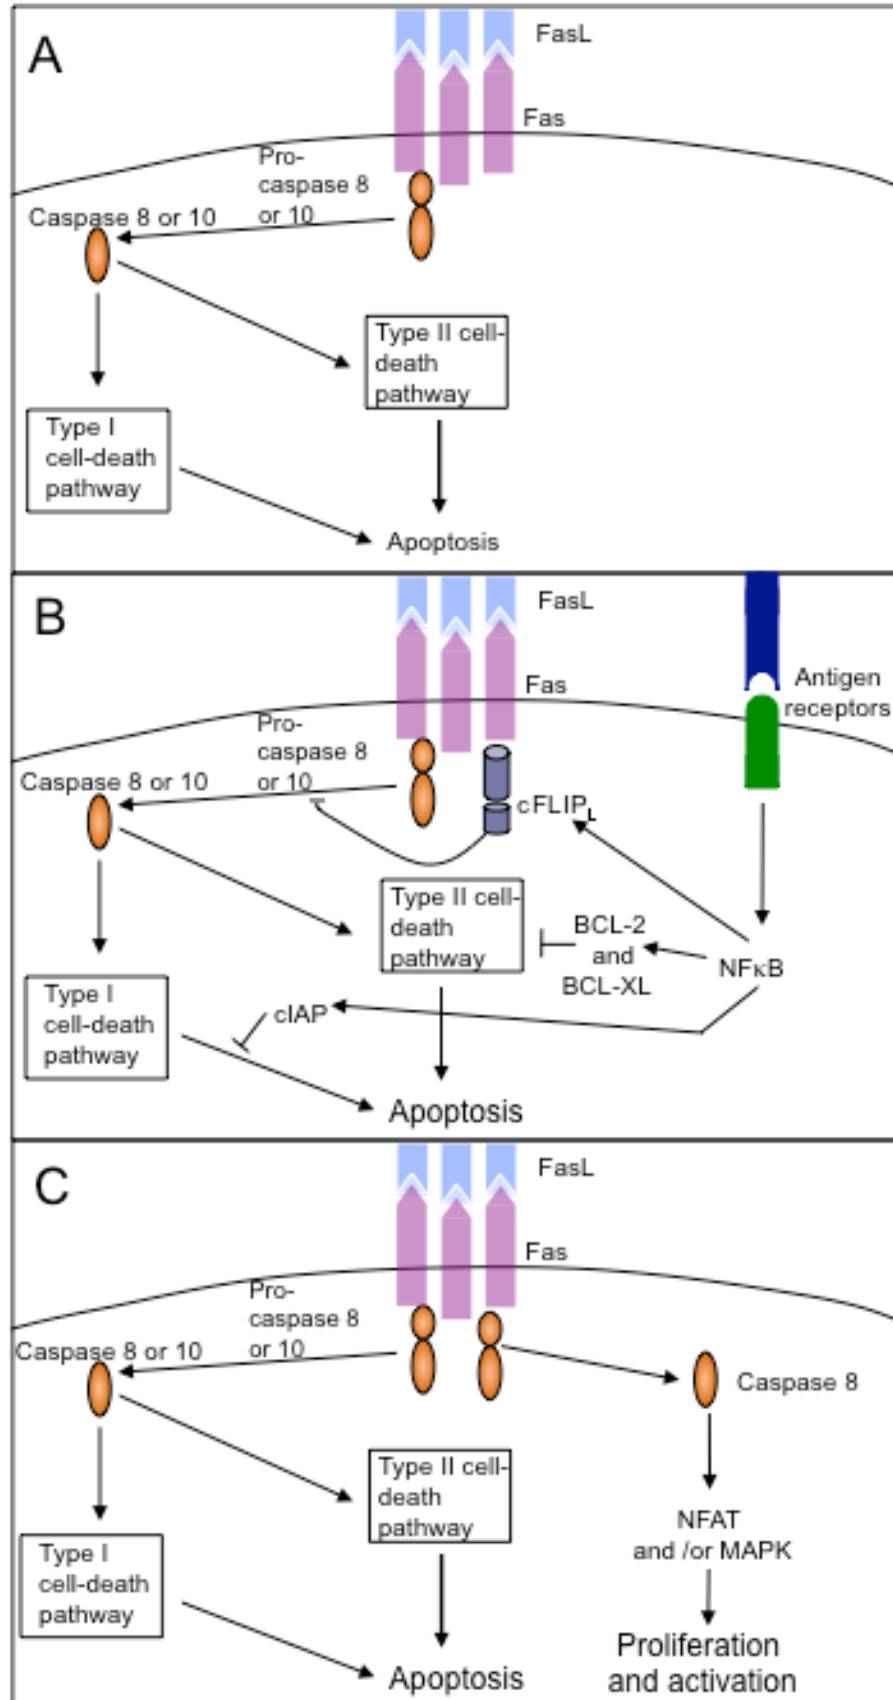 A
FasL
Fas
Pro-
caspase 8
or 10
Caspase 8 or 10
Type II cell-
death
pathway
Type I
cell-death
pathway
Apoptosis
B
FasL
Antigen
receptors
Fas
Pro-
caspase 8
or 10
Caspase 8 or 10
cFLIPL
Type II cell-
death
pathway
BCL-2
and
BCL-XL
NFκB
Type I
cell-death
pathway
cIAP
Apoptosis
C
FasL
Fas
Pro-
caspase 8
or 10
Caspase 8 or 10
Caspase 8
Type II cell-
death
pathway
NFAT
and /or MAPK
Type I
cell-death
pathway
Apoptosis
Proliferation
and activation